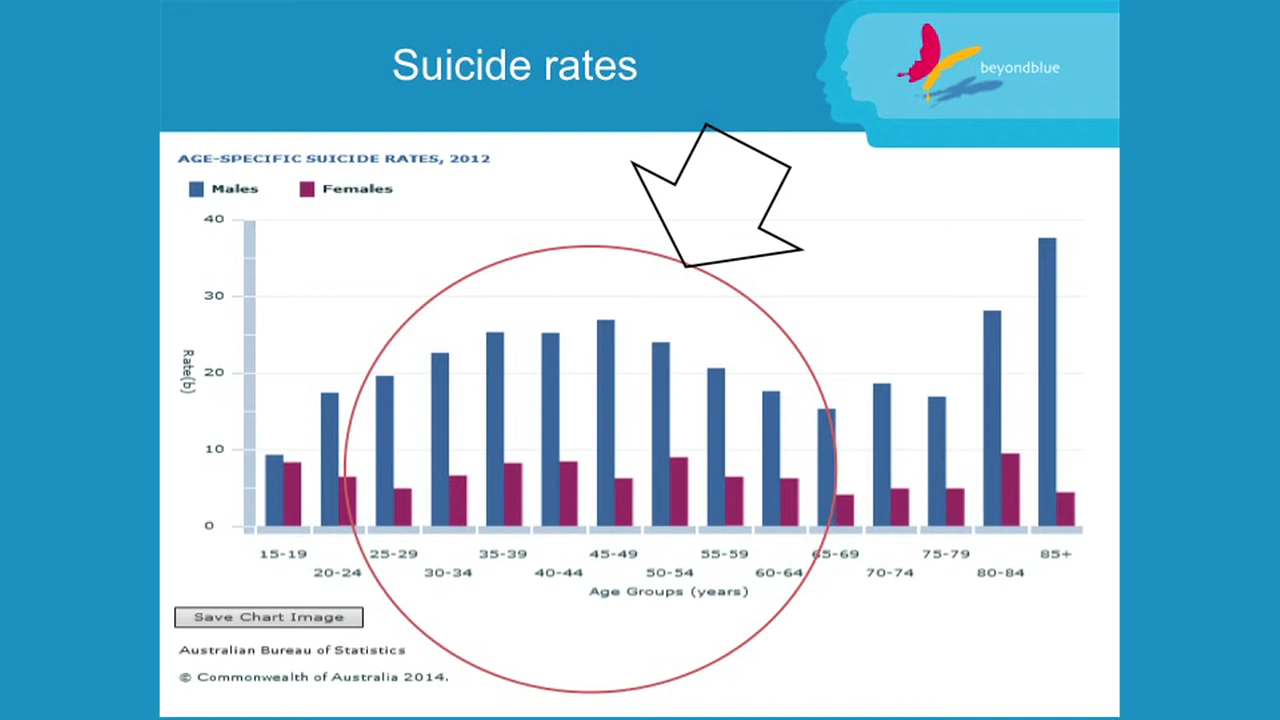 Suicide rates
beyondblue
AGE-SPECIFIC SUICIDE RATES, 2012
Males Females
40
30
20
10
0
Rate(b)
15-19 25-29 35-39 45-49 55-59 65-69 75-79 85+
20-24 30-34 40-44 50-54 60-64 70-74 80-84
Age Groups (years)
Save Chart Image
Australian Bureau of Statistics
© Commonwealth of Australia 2014.